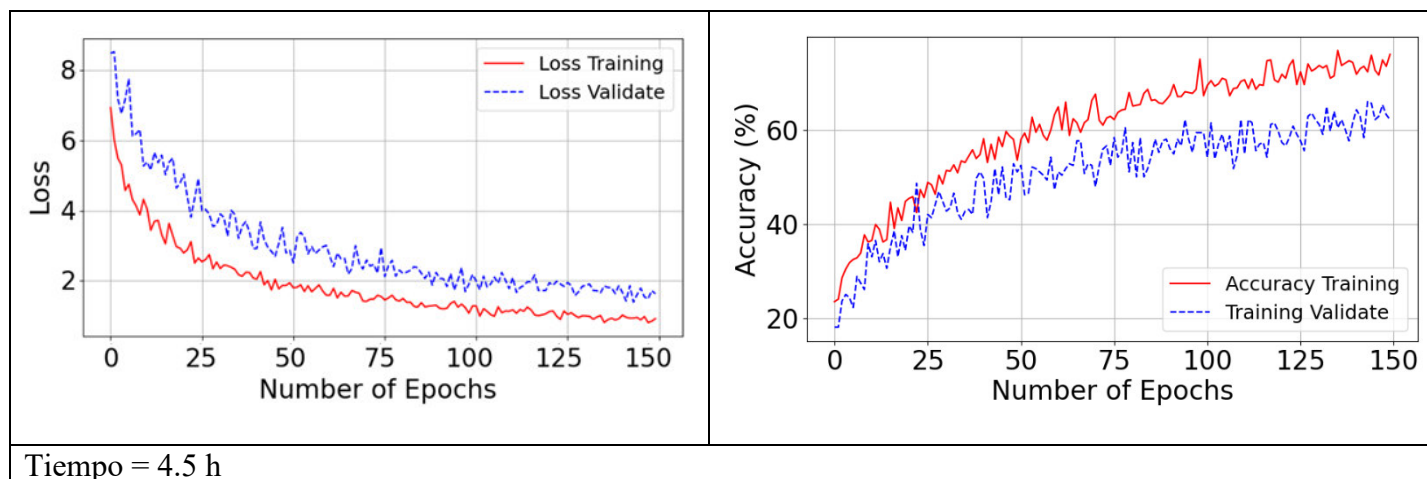 Loss
8
6
4
2
Loss Training
Loss Validate
0 25 50 75 100 125 150
Number of Epochs
Accuracy (%)
60
40
20
Accuracy Training
Training Validate
0 25 50 75 100 125 150
Number of Epochs
Tiempo = 4.5 h